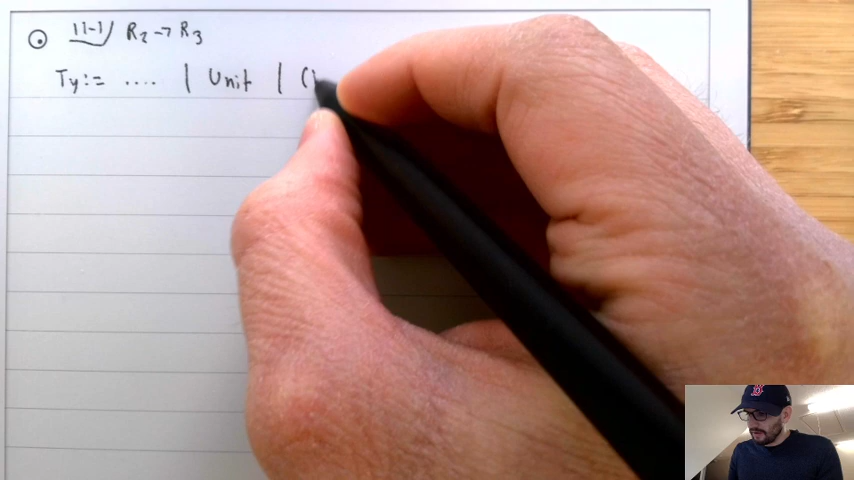 11-1/ R2 → R3
Ty := .... | Unit | (